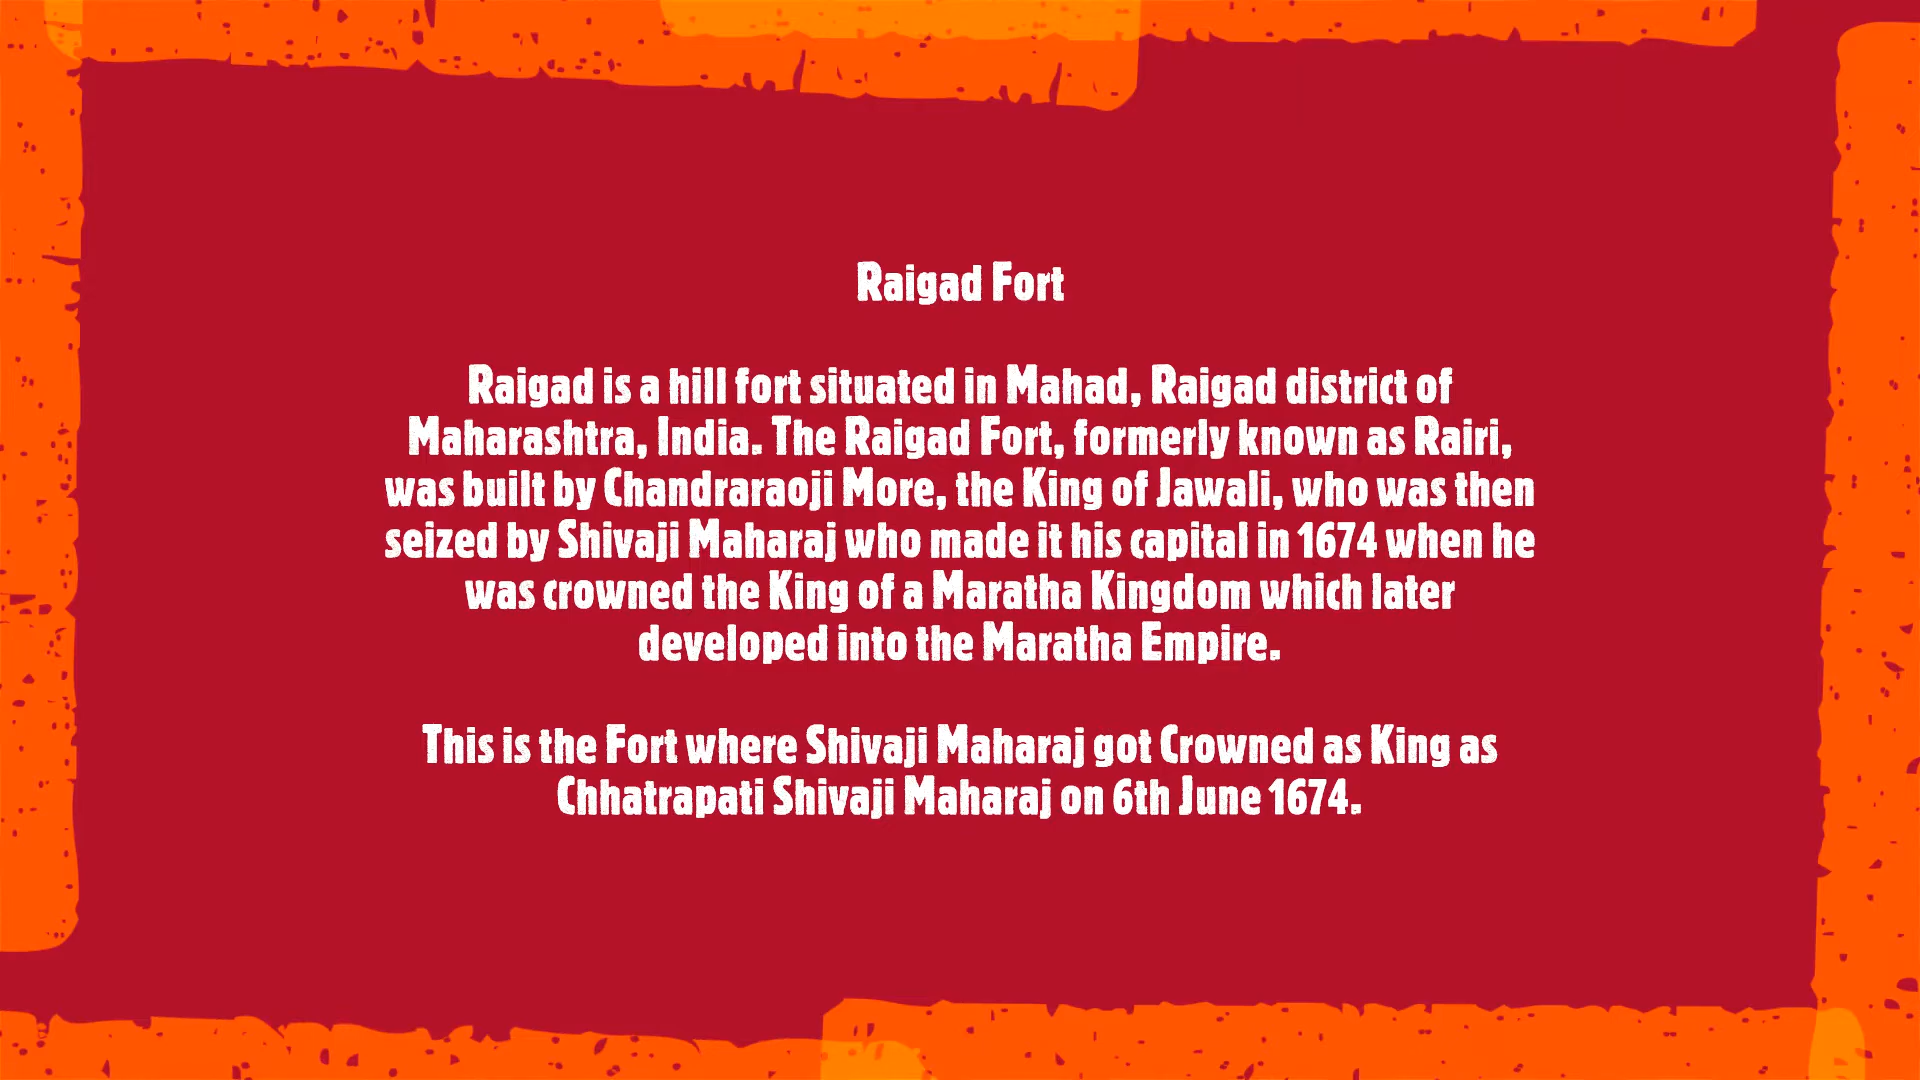 Raigad Fort
Raigad is a hill fort situated in Mahad, Raigad district of
Maharashtra, India. The Raigad Fort, formerly known as Rairi,
was built by Chandraraoji More, the King of Jawali, who was then
seized by Shivaji Maharaj who made it his capital in 1674 when he
was crowned the King of a Maratha Kingdom which later
developed into the Maratha Empire.
This is the Fort where Shivaji Maharaj got Crowned as King as
Chhatrapati Shivaji Maharaj on 6th June 1674.